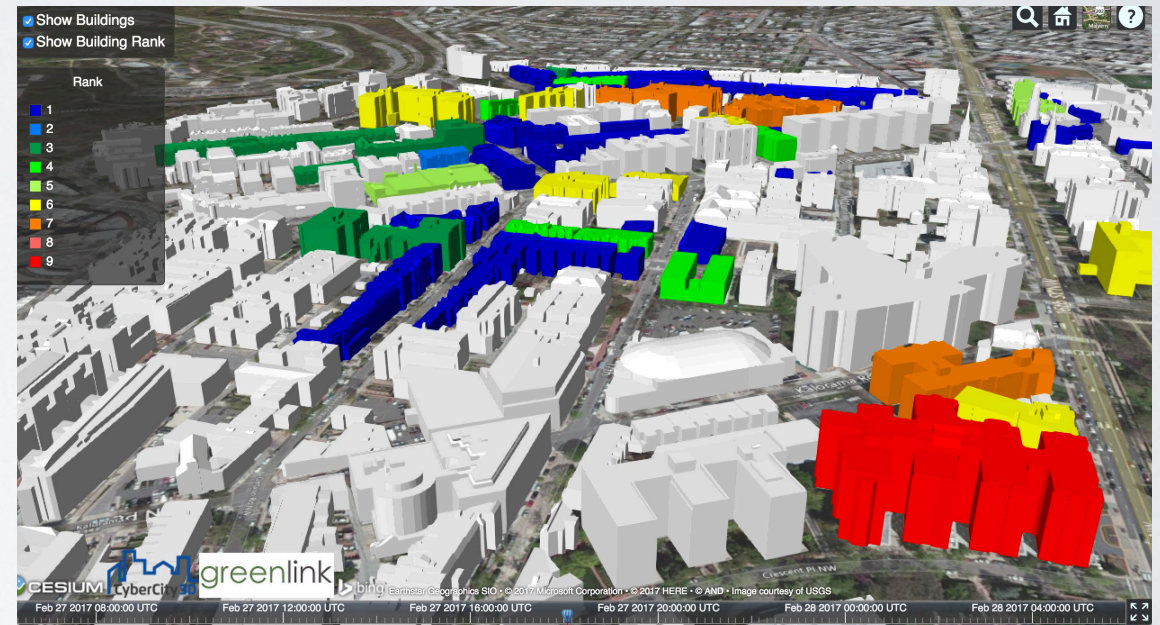 Show Buildings
Show Building Rank
Rank
1
2
3
4
5
6
7
8
9
Malvern
?
Kalorama R
Crescent Pl NW
CESIUM
CyberCity3D
greenlink
bing
Earthstar Geographics SIO • © 2017 Microsoft Corporation • © 2017 HERE • © AND • Image courtesy of USGS
Feb 27 2017 08:00:00 UTC
Feb 27 2017 12:00:00 UTC
Feb 27 2017 16:00:00 UTC
Feb 27 2017 20:00:00 UTC
Feb 28 2017 00:00:00 UTC
Feb 28 2017 04:00:00 UTC